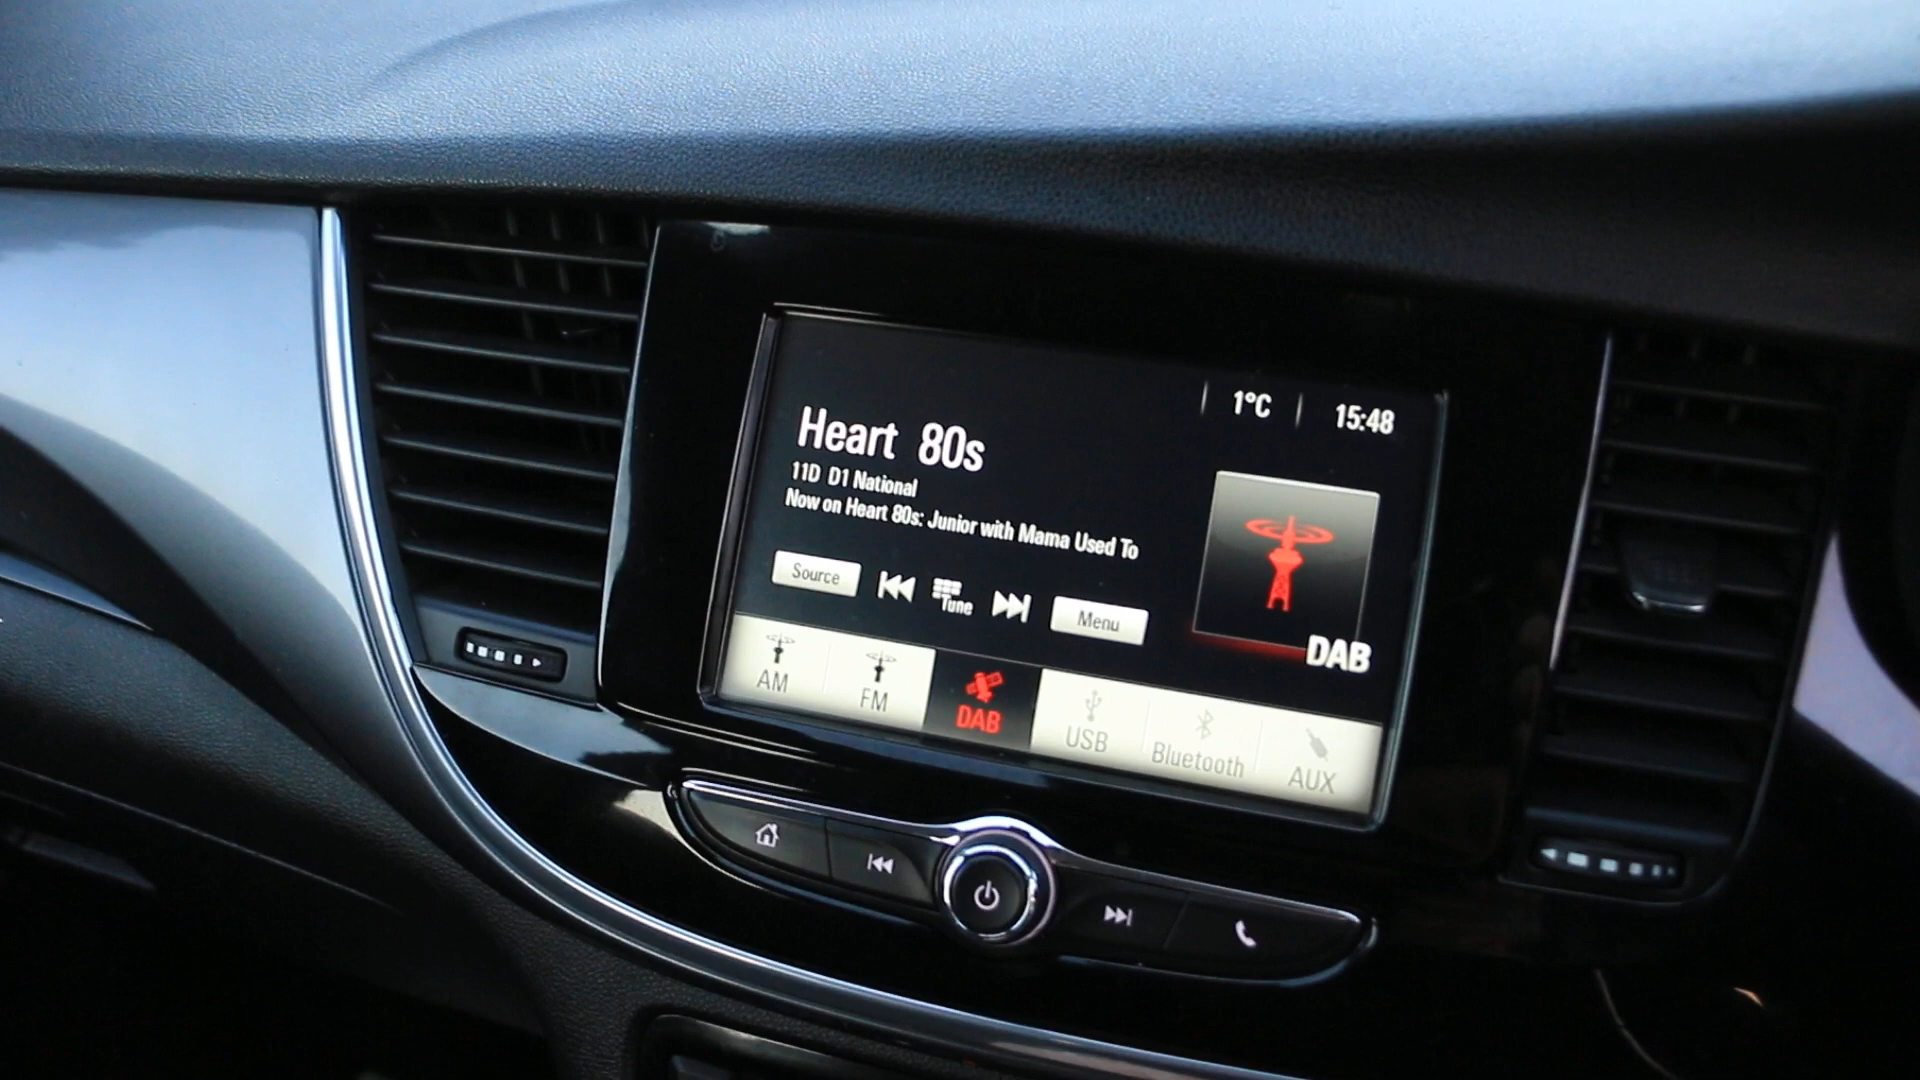 1°C 15:48
Heart 80s
11D D1 National
Now on Heart 80s: Junior with Mama Used To
Source
Tune
Menu
DAB
AM
FM
DAB
USB
Bluetooth
AUX